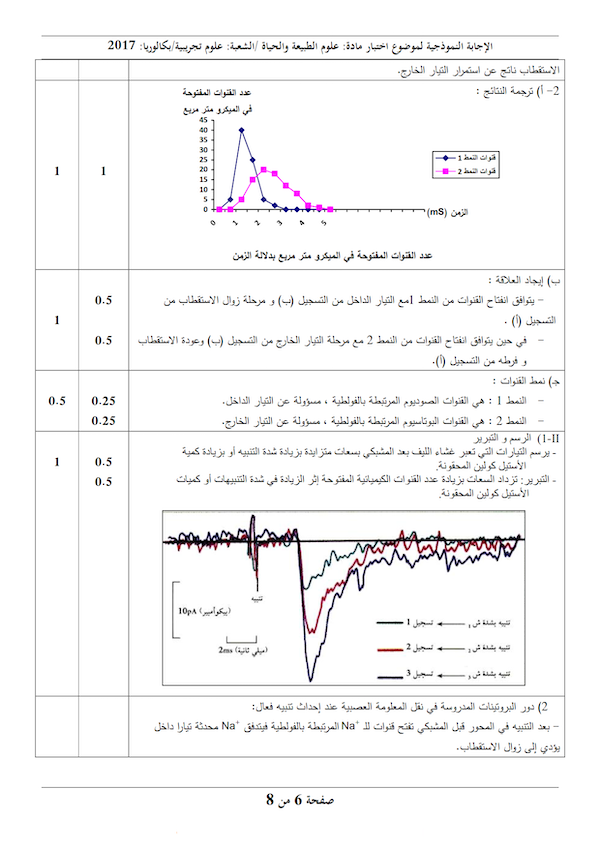 الإجابة النموذجية لموضوع اختبار مادة: علوم الطبيعة والحياة /الشعبة: علوم تجريبية/بكالوريا: 2017
الاستقطاب ناتج عن استمرار التيار الخارج.
2- أ) ترجمة النتائج :
عدد القنوات المفتوحة
في الميكرو متر مربع
45
40
35
30
25
20
15
10
5
0
0
1
2
3
4
5
الزمن (mS)
قنوات النمط 1
قنوات النمط 2
عدد القنوات المفتوحة في الميكرو متر مربع بدلالة الزمن
1
1
ب) إيجاد العلاقة :
– يتوافق انفتاح القنوات من النمط 1مع التيار الداخل من التسجيل (ب) و مرحلة زوال الاستقطاب من
التسجيل (أ) .
– في حين يتوافق انفتاح القنوات من النمط 2 مع مرحلة التيار الخارج من التسجيل (ب) وعودة الاستقطاب
و فرطه من التسجيل (أ).
0.5
1
0.5
جـ) نمط القنوات :
– النمط 1 : هي القنوات الصوديوم المرتبطة بالفولطية ، مسؤولة عن التيار الداخل.
– النمط 2 : هي القنوات البوتاسيوم المرتبطة بالفولطية ، مسؤولة عن التيار الخارج.
0.25
0.5
0.25
1-II) الرسم و التبرير
- يرسم التيارات التي تعبر غشاء الليف بعد المشبكي بسعات متزايدة بزيادة شدة التنبيه أو بزيادة كمية
الأستيل كولين المحقونة.
- التبرير: تزداد السعات بزيادة عدد القنوات الكيميائية المفتوحة إثر الزيادة في شدة التنبيهات أو كميات
الأستيل كولين المحقونة.
0.5
1
0.5
تنبيه
10pA (بيكوأمبير)
2ms (ميلي ثانية)
تنبيه بشدة ش₁ تسجيل 1
تنبيه بشدة ش₂ تسجيل 2
تنبيه بشدة ش₃ تسجيل 3
2) دور البروتينات المدروسة في نقل المعلومة العصبية عند إحداث تنبيه فعال:
– بعد التنبيه في المحور قبل المشبكي تفتح قنوات للـ Na⁺ المرتبطة بالفولطية فيتدفق Na⁺ محدثة تيارا داخل
يؤدي إلى زوال الاستقطاب.
صفحة 6 من 8